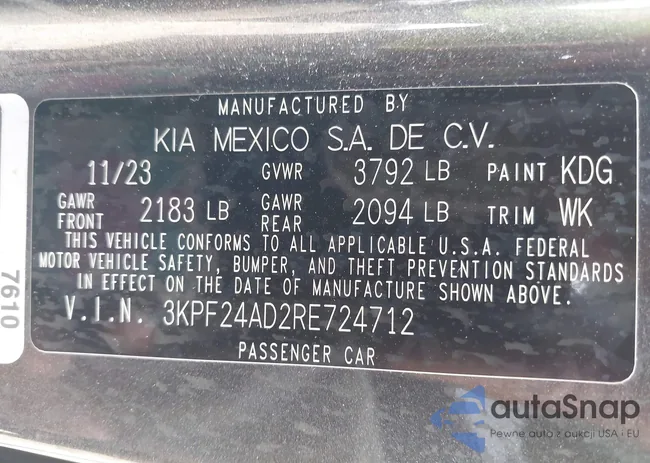 MANUFACTURED BY
KIA MEXICO S.A. DE C.V.
11/23 GVWR 3792 LB PAINT KDG
GAWR FRONT 2183 LB GAWR REAR 2094 LB TRIM WK
THIS VEHICLE CONFORMS TO ALL APPLICABLE U.S.A. FEDERAL
MOTOR VEHICLE SAFETY, BUMPER, AND THEFT PREVENTION STANDARDS
IN EFFECT ON THE DATE OF MANUFACTURE SHOWN ABOVE.
V.I.N. 3KPF24AD2RE724712
PASSENGER CAR
7610
autaSnap
Pewne auto z aukcji USA i EU